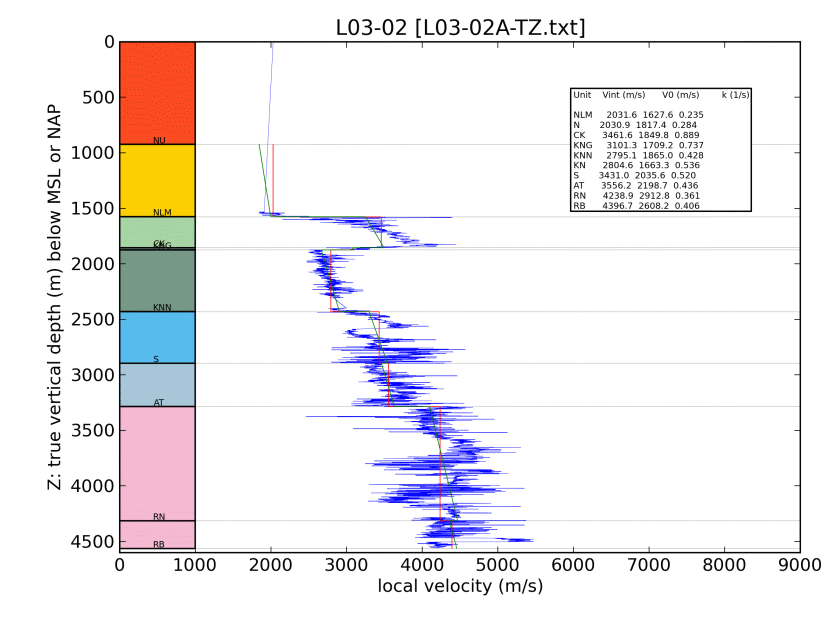 L03-02 [L03-02A-TZ.txt]
Z: true vertical depth (m) below MSL or NAP
0
500
1000
1500
2000
2500
3000
3500
4000
4500
NU
NLM
CK
KNN
S
AT
RN
RB
Unit Vint (m/s) V0 (m/s) k (1/s)
NLM 2031.6 1627.6 0.235
N 2030.9 1817.4 0.284
CK 3461.6 1849.8 0.889
KNG 3101.3 1709.2 0.737
KNN 2795.1 1865.0 0.428
KN 2804.6 1663.3 0.536
S 3431.0 2035.6 0.520
AT 3556.2 2198.7 0.436
RN 4238.9 2912.8 0.361
RB 4396.7 2608.2 0.406
0 1000 2000 3000 4000 5000 6000 7000 8000 9000
local velocity (m/s)